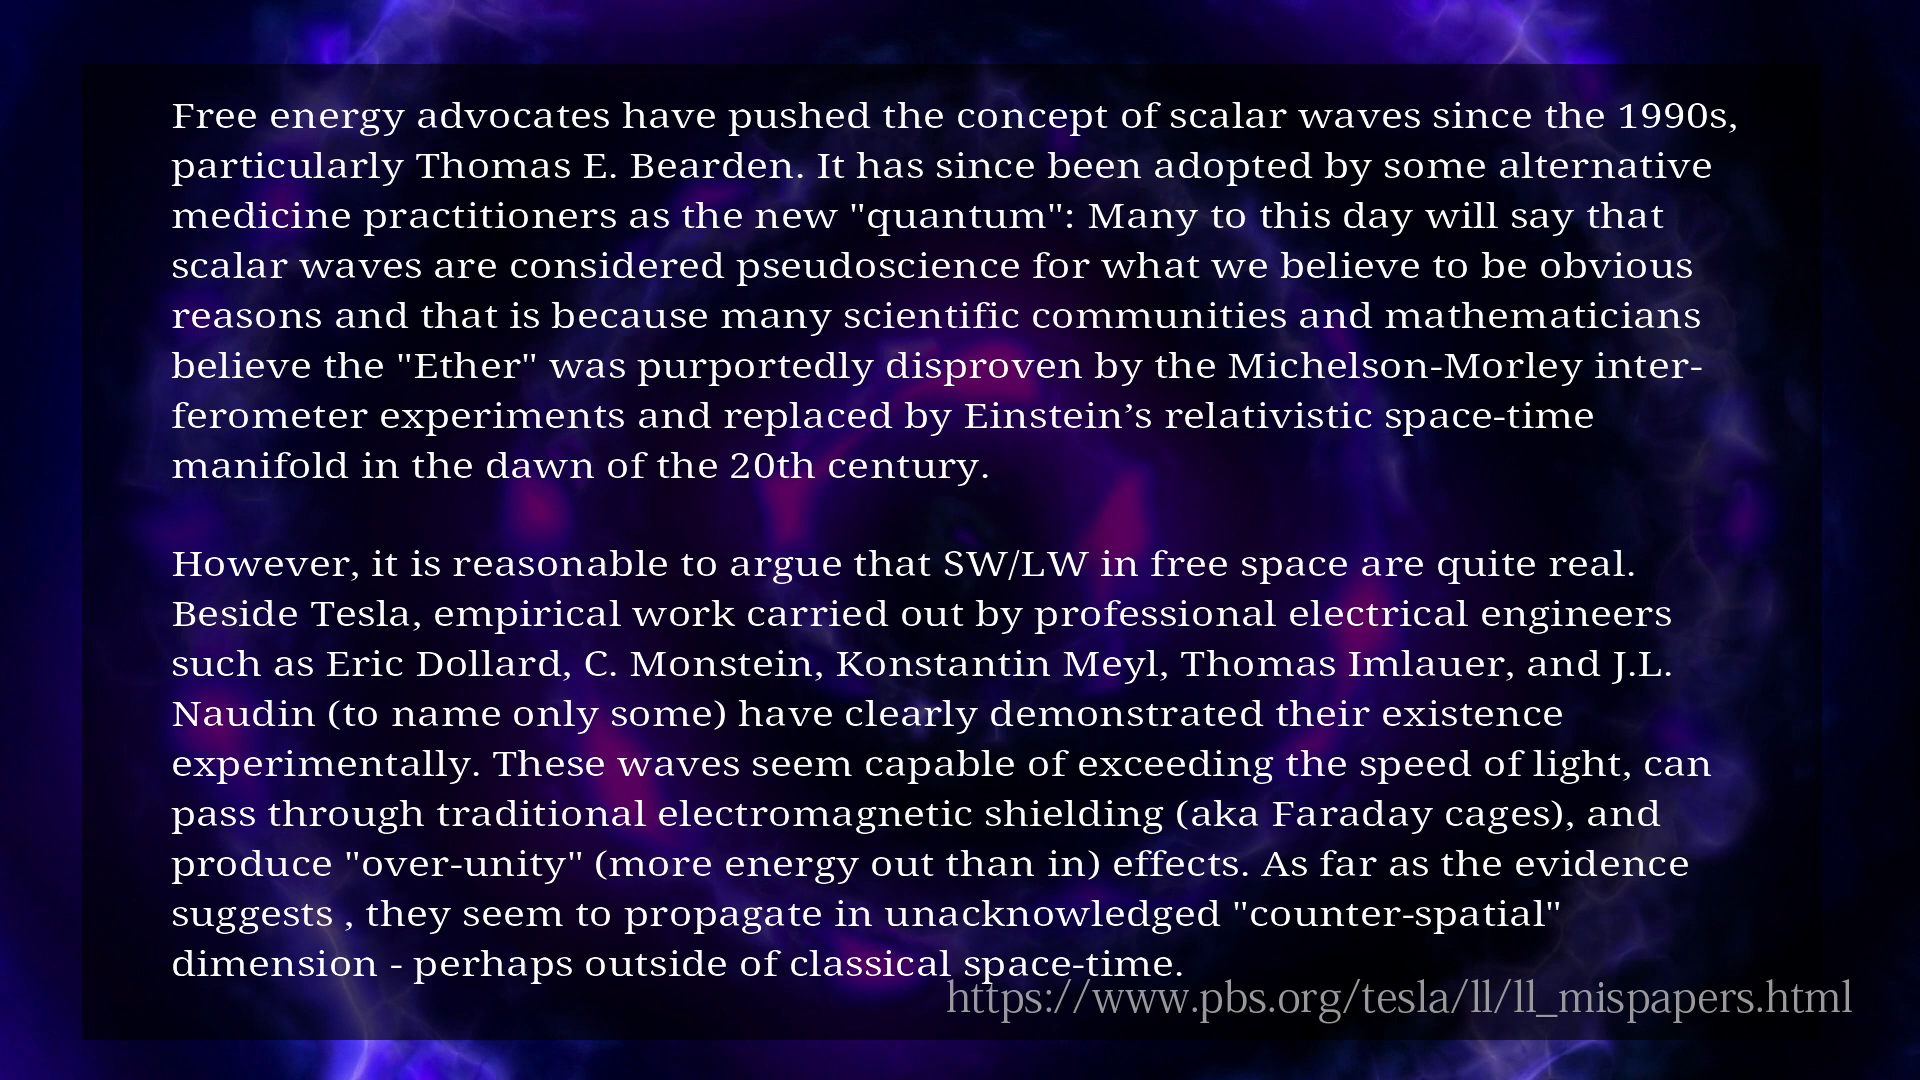 Free energy advocates have pushed the concept of scalar waves since the 1990s,
particularly Thomas E. Bearden. It has since been adopted by some alternative
medicine practitioners as the new "quantum": Many to this day will say that
scalar waves are considered pseudoscience for what we believe to be obvious
reasons and that is because many scientific communities and mathematicians
believe the "Ether" was purportedly disproven by the Michelson-Morley inter-
ferometer experiments and replaced by Einstein’s relativistic space-time
manifold in the dawn of the 20th century.
However, it is reasonable to argue that SW/LW in free space are quite real.
Beside Tesla, empirical work carried out by professional electrical engineers
such as Eric Dollard, C. Monstein, Konstantin Meyl, Thomas Imlauer, and J.L.
Naudin (to name only some) have clearly demonstrated their existence
experimentally. These waves seem capable of exceeding the speed of light, can
pass through traditional electromagnetic shielding (aka Faraday cages), and
produce "over-unity" (more energy out than in) effects. As far as the evidence
suggests , they seem to propagate in unacknowledged "counter-spatial"
dimension - perhaps outside of classical space-time.
https://www.pbs.org/tesla/ll/ll_mispapers.html